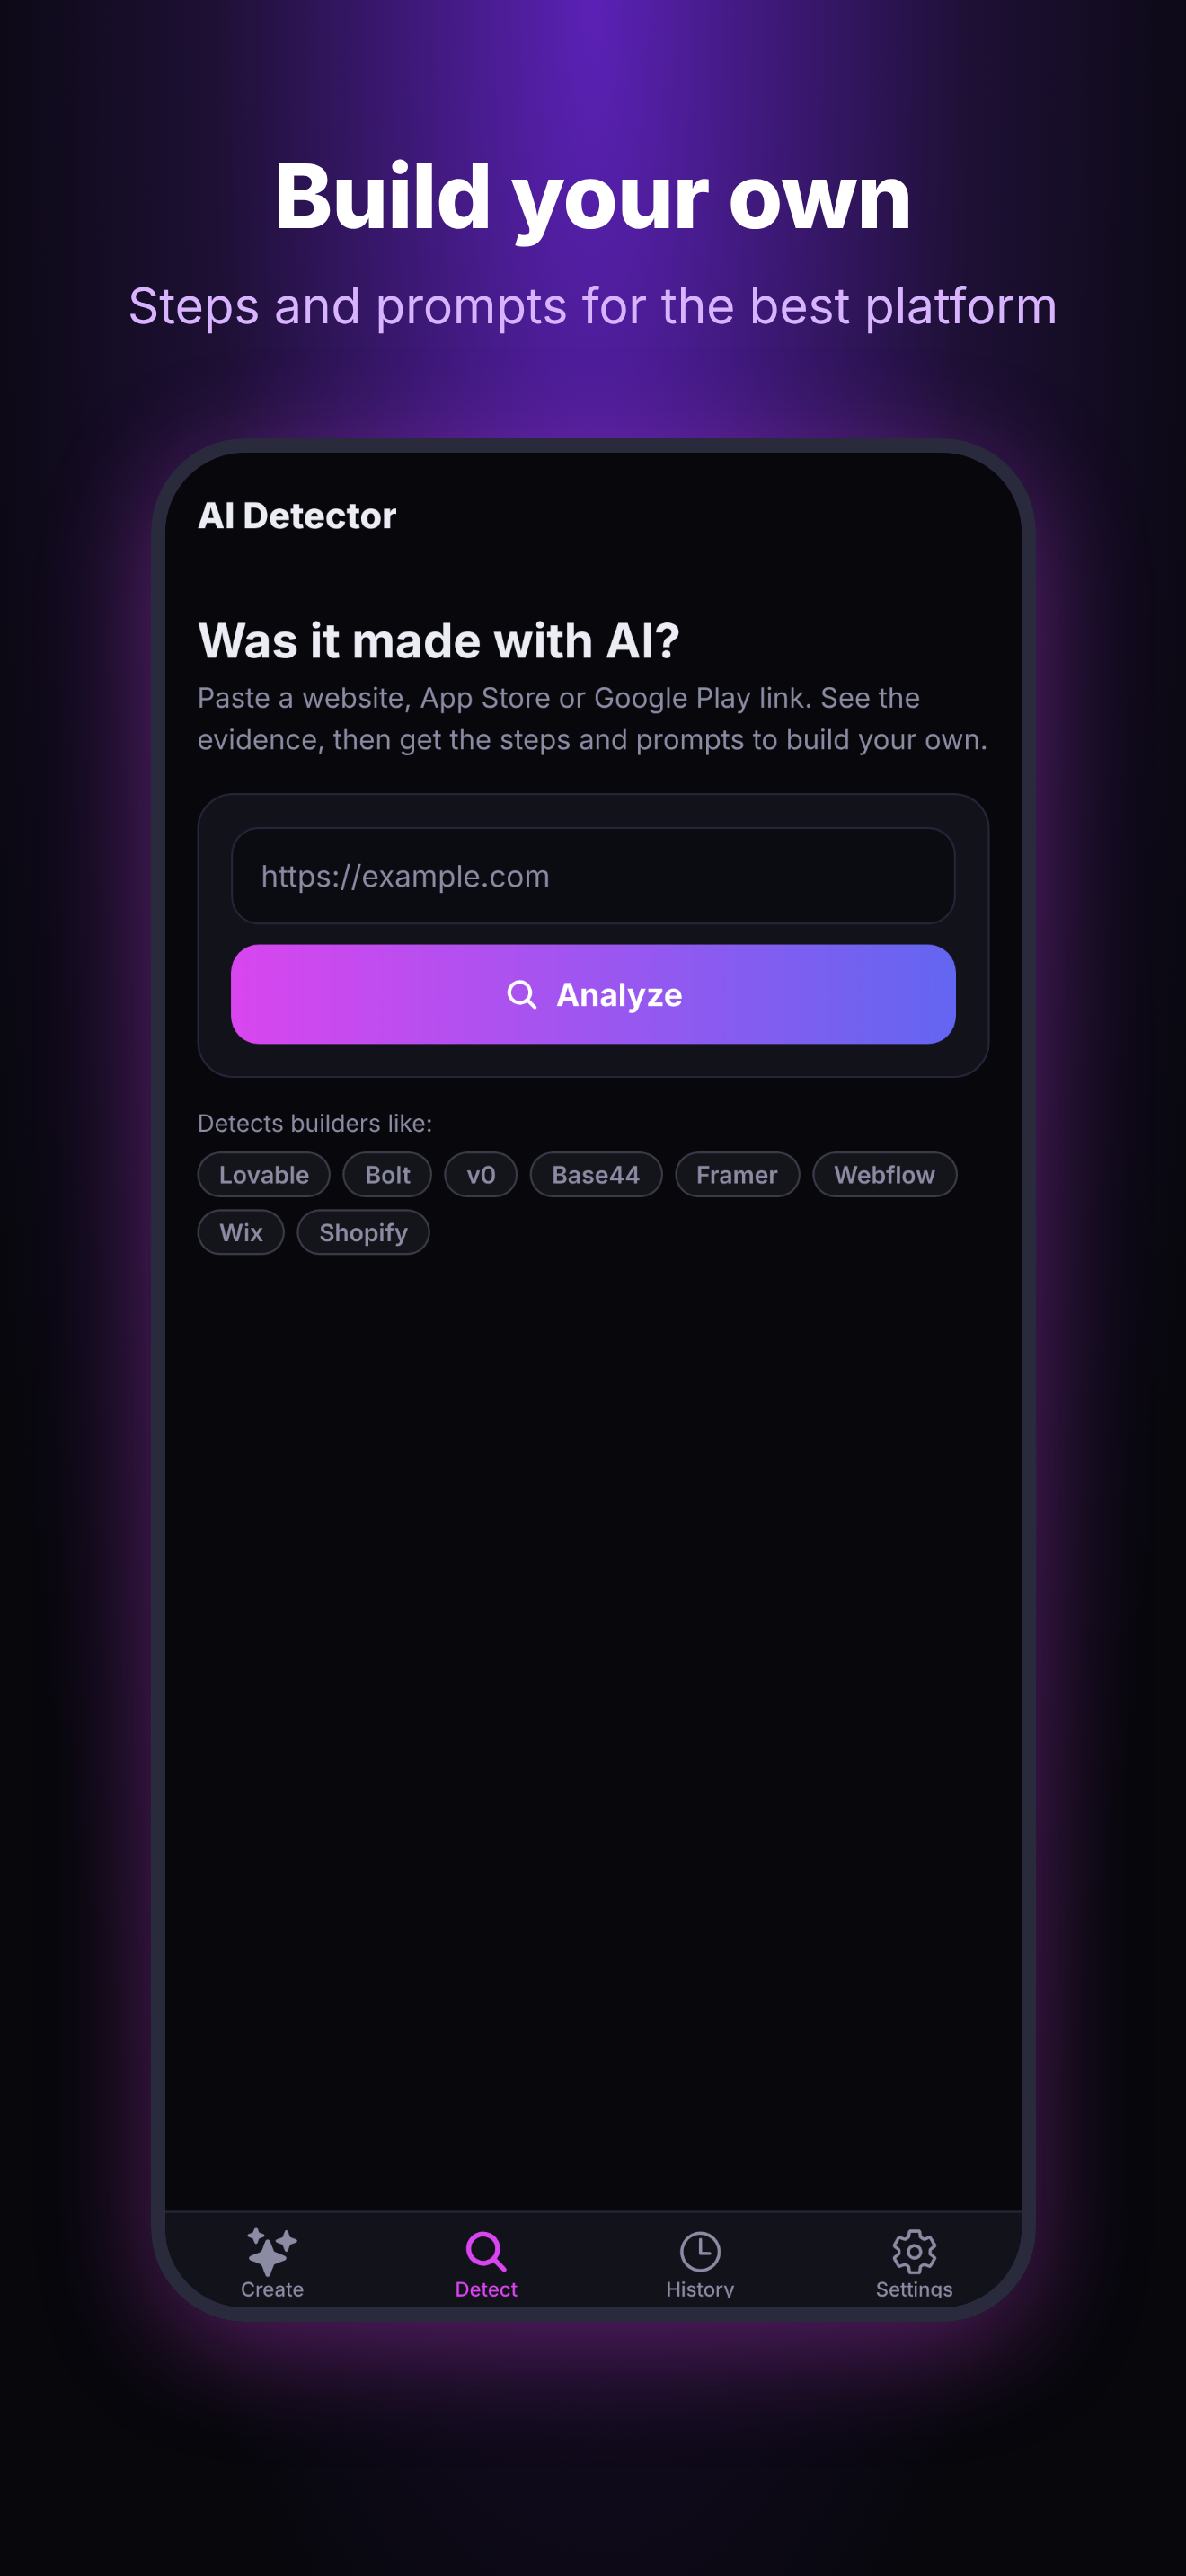 Build your own
Steps and prompts for the best platform
AI Detector
Was it made with AI?
Paste a website, App Store or Google Play link. See the
evidence, then get the steps and prompts to build your own.
https://example.com
Analyze
Detects builders like:
Lovable Bolt v0 Base44 Framer Webflow
Wix Shopify
Create Detect History Settings